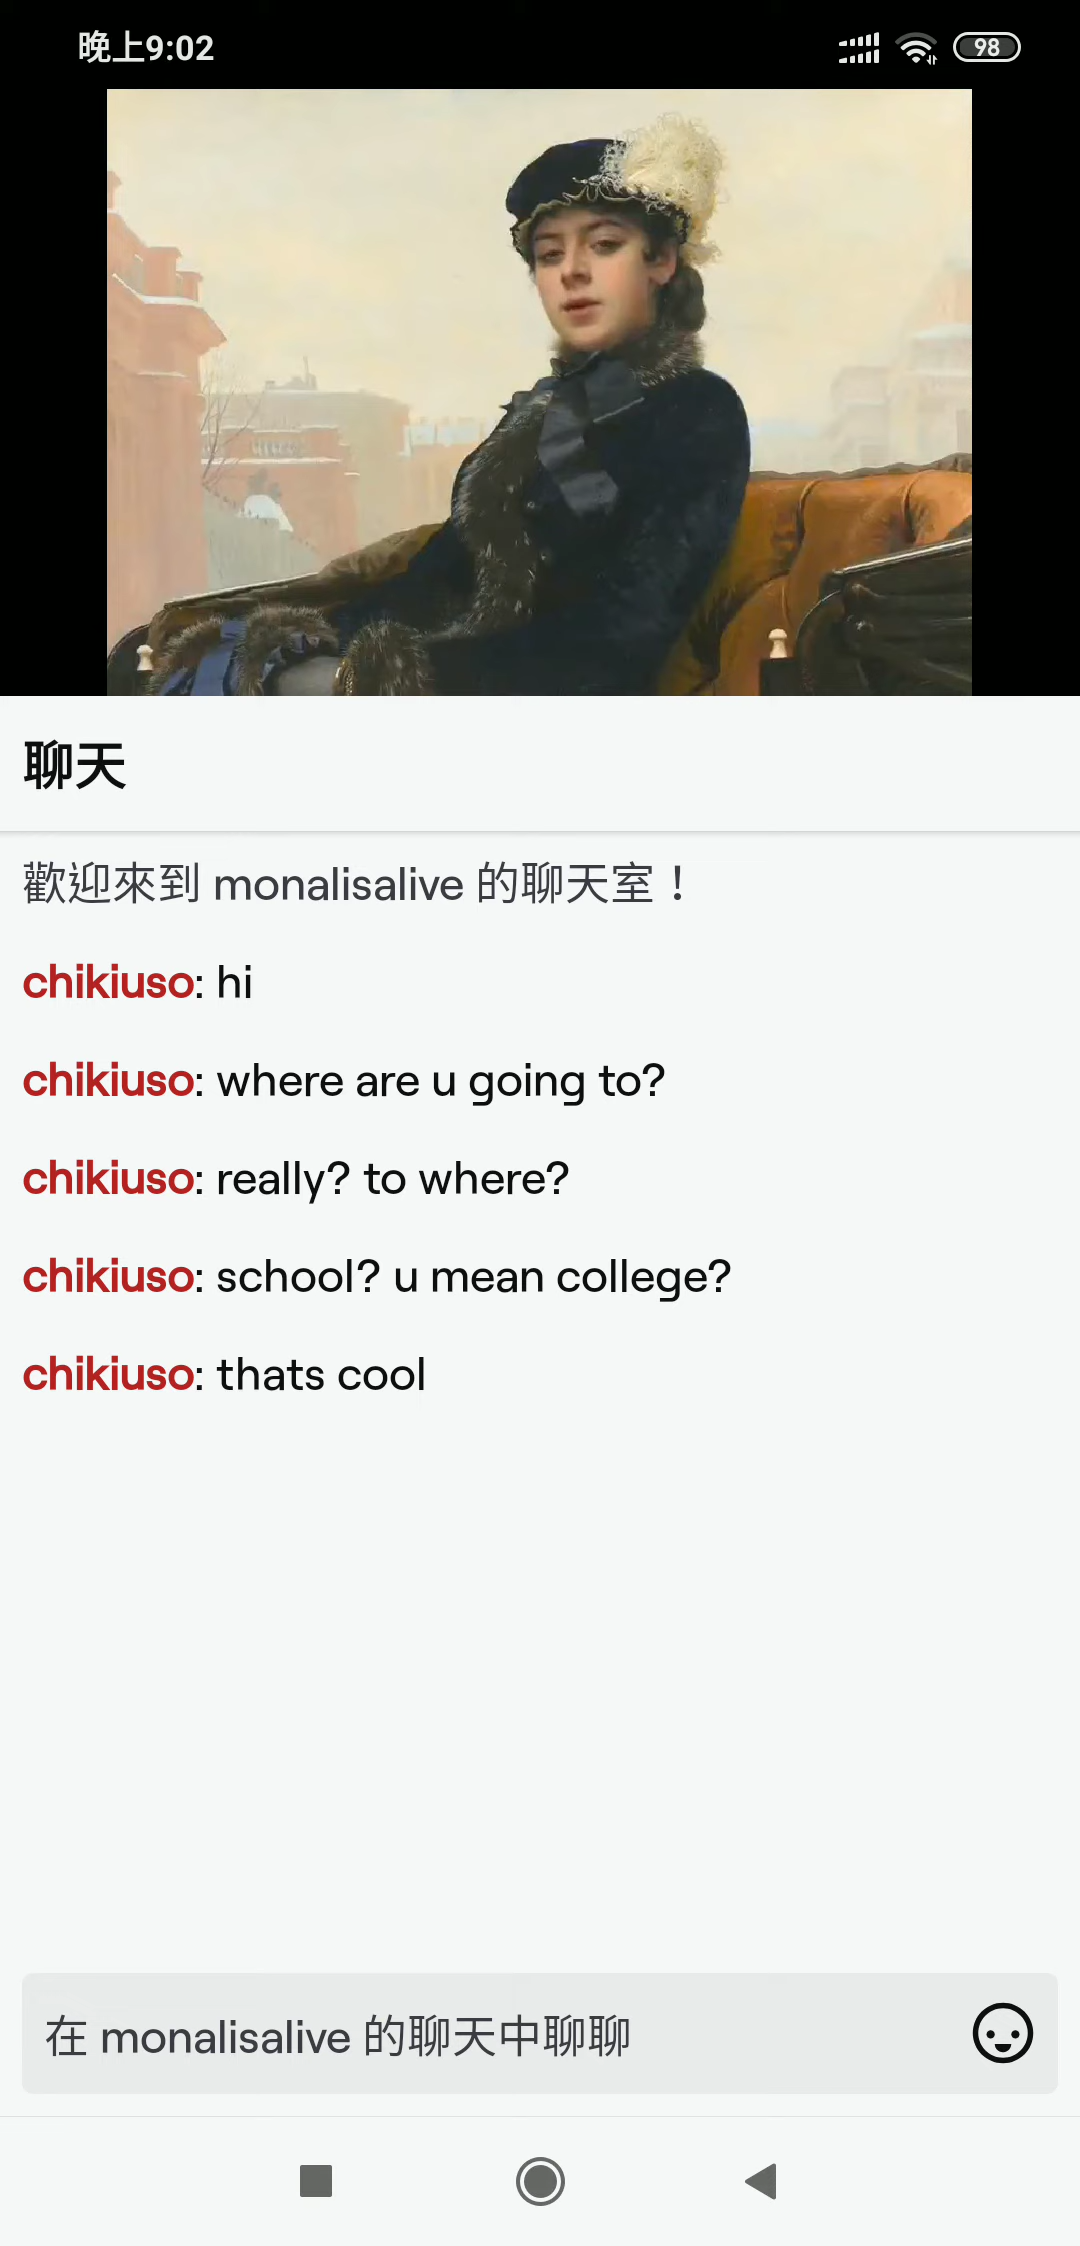 晚上9:02
98
聊天
歡迎來到 monalisalive 的聊天室！
chikiuso: hi
chikiuso: where are u going to?
chikiuso: really? to where?
chikiuso: school? u mean college?
chikiuso: thats cool
在 monalisalive 的聊天中聊聊